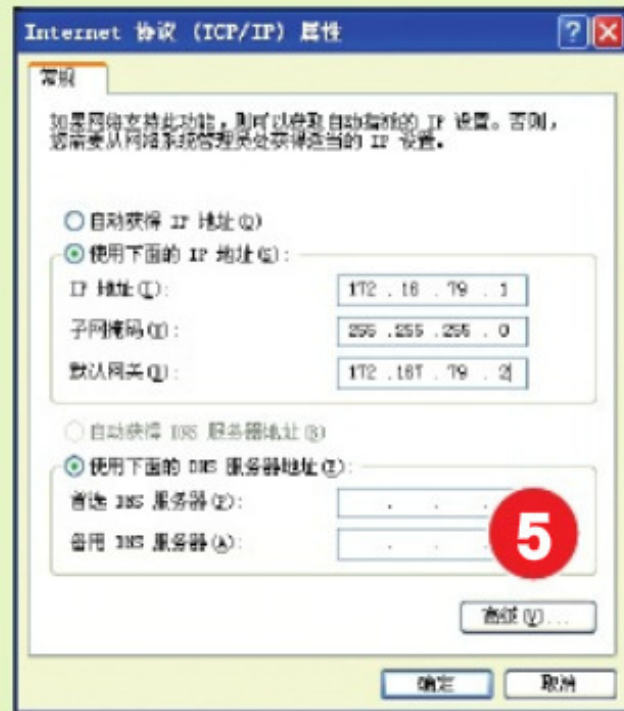 Internet 协议 (TCP/IP) 属性
常规
如果网络支持此功能，则可以获取自动指派的 IP 设置。否则，
您需要从网络系统管理员处获得适当的 IP 设置。
自动获得 IP 地址(O)
使用下面的 IP 地址(S):
IP 地址(I): 172 .16 . 79 . 1
子网掩码(U): 255 .255 .255 . 0
默认网关(D): 172 .167 . 79 . 2
自动获得 DNS 服务器地址(B)
使用下面的 DNS 服务器地址(E):
首选 DNS 服务器(P): . .
备用 DNS 服务器(A): . .
5
高级(V)...
确定 取消